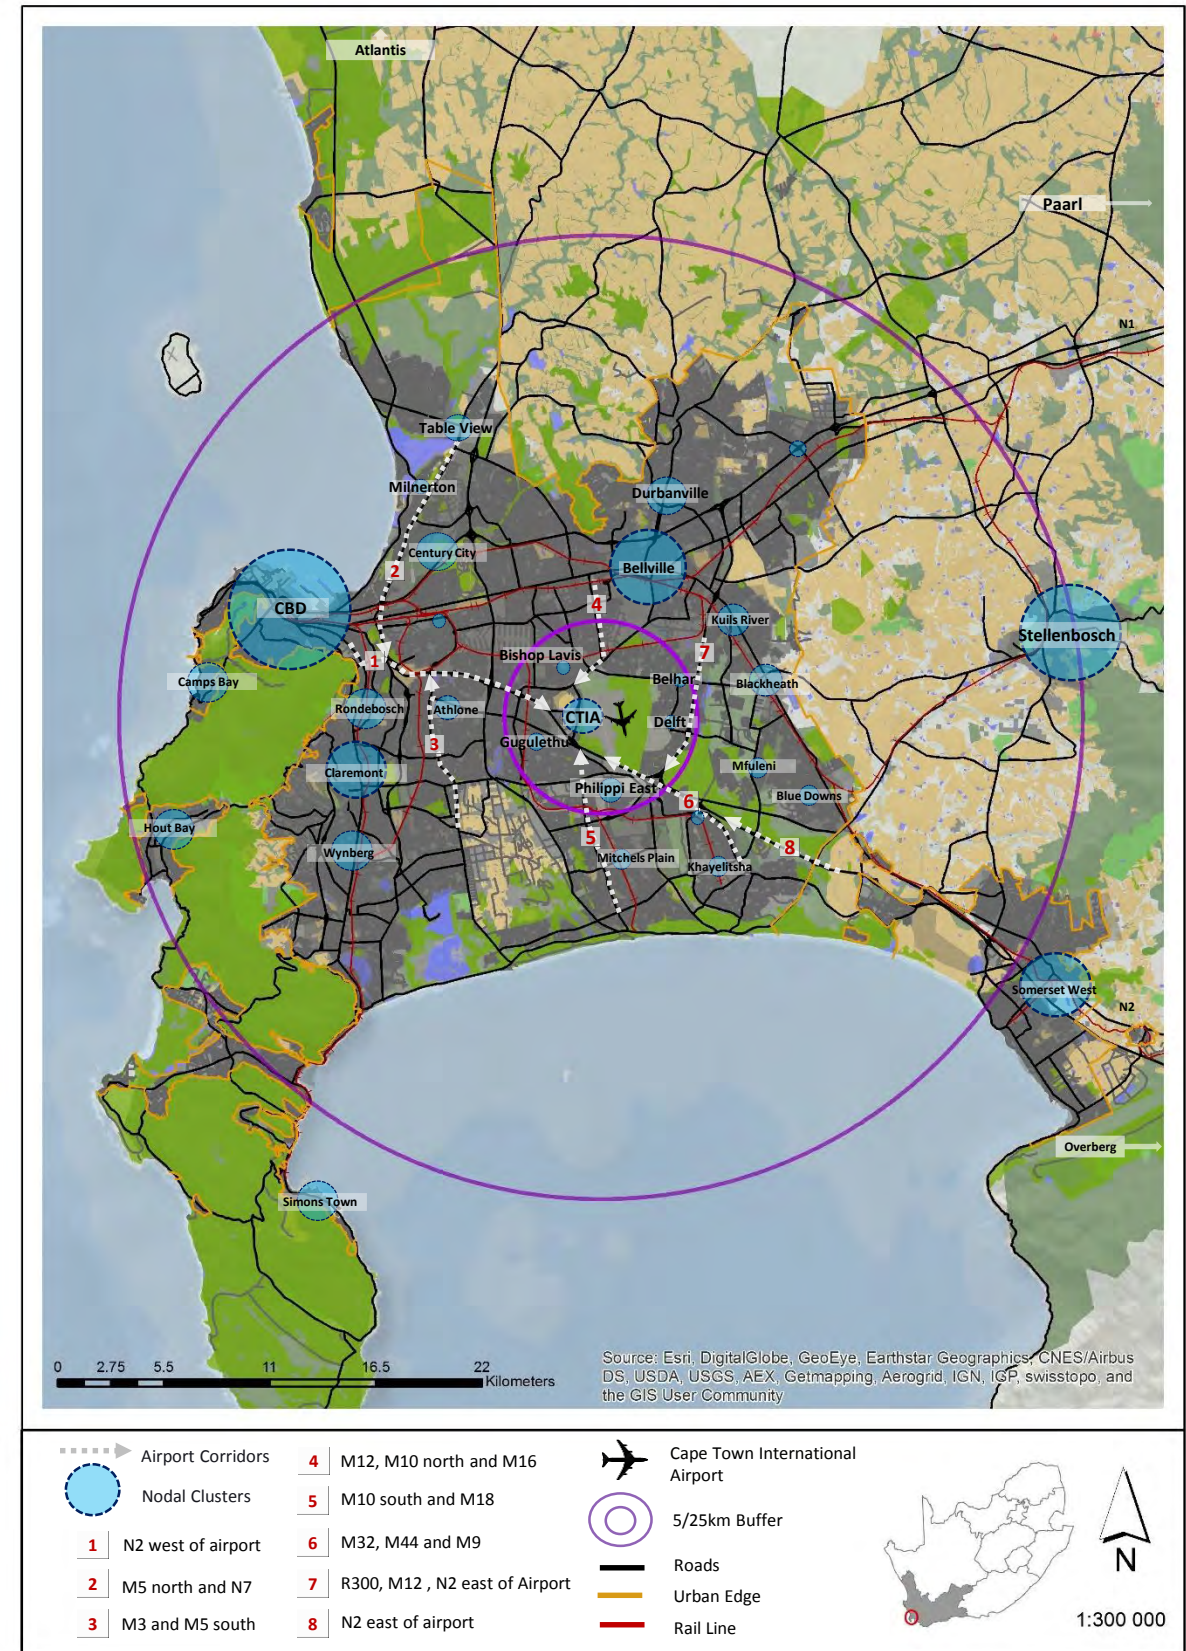 Atlantis
Paarl
N1
Table View
Milnerton
Durbanville
Century City
Bellville
2
CBD
4
Kuils River
Stellenbosch
7
Bishop Lavis
1
Camps Bay
Belhar
Blackheath
Rondebosch
Athlone
CTIA
Delft
3
Gugulethu
Claremont
Mfuleni
Philippi East
Blue Downs
6
Hout Bay
5
8
Wynberg
Mitchels Plain
Khayelitsha
Somerset West
N2
Overberg
Simons Town
0 2.75 5.5 11 16.5 22
Kilometers
Source: Esri, DigitalGlobe, GeoEye, Earthstar Geographics, CNES/Airbus
DS, USDA, USGS, AEX, Getmapping, Aerogrid, IGN, IGP, swisstopo, and
the GIS User Community
Airport Corridors
Nodal Clusters
1 N2 west of airport
2 M5 north and N7
3 M3 and M5 south
4 M12, M10 north and M16
5 M10 south and M18
6 M32, M44 and M9
7 R300, M12 , N2 east of Airport
8 N2 east of airport
Cape Town International
Airport
5/25km Buffer
Roads
Urban Edge
Rail Line
N
1:300 000